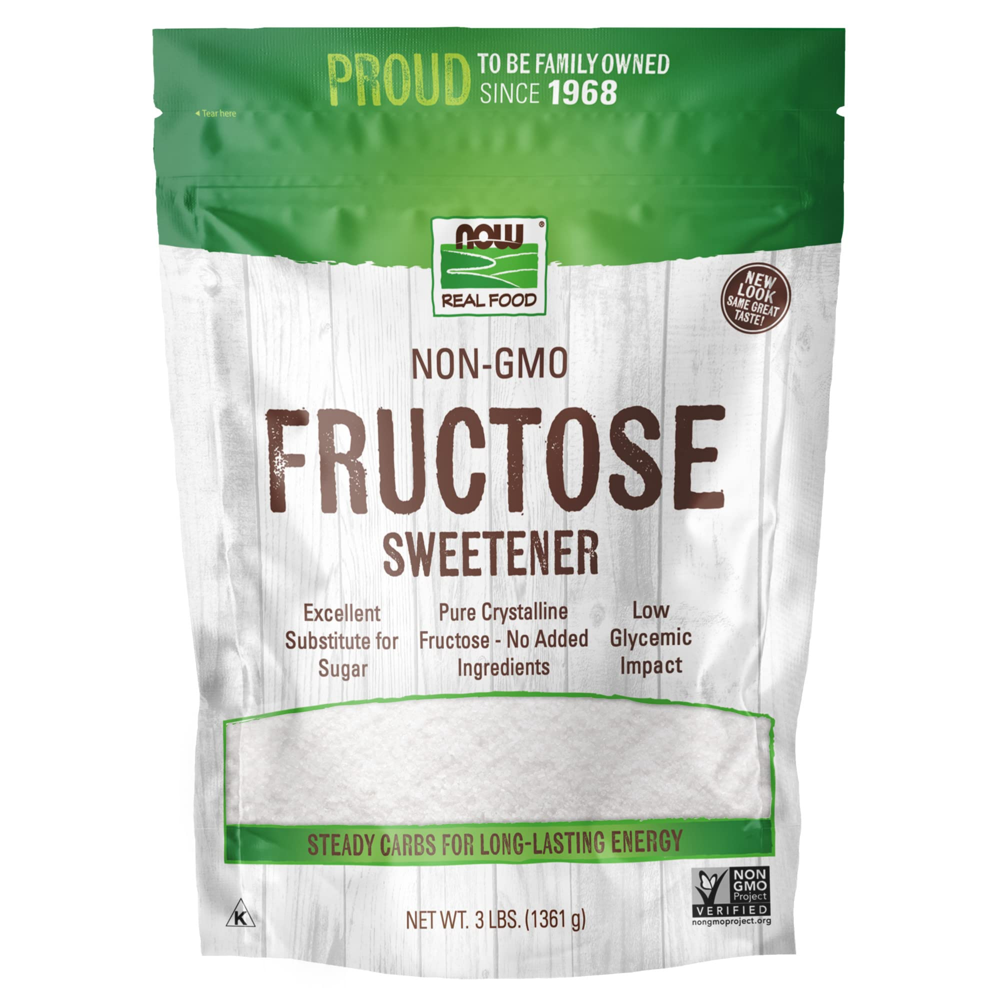 PROUD TO BE FAMILY OWNED
SINCE 1968
Tear here
now®
REAL FOOD
NEW
LOOK
SAME GREAT
TASTE!
NON-GMO
FRUCTOSE
SWEETENER
Excellent
Substitute for
Sugar
Pure Crystalline
Fructose - No Added
Ingredients
Low
Glycemic
Impact
STEADY CARBS FOR LONG-LASTING ENERGY
K
NET WT. 3 LBS. (1361 g)
NON
GMO
Project
VERIFIED
nongmoproject.org